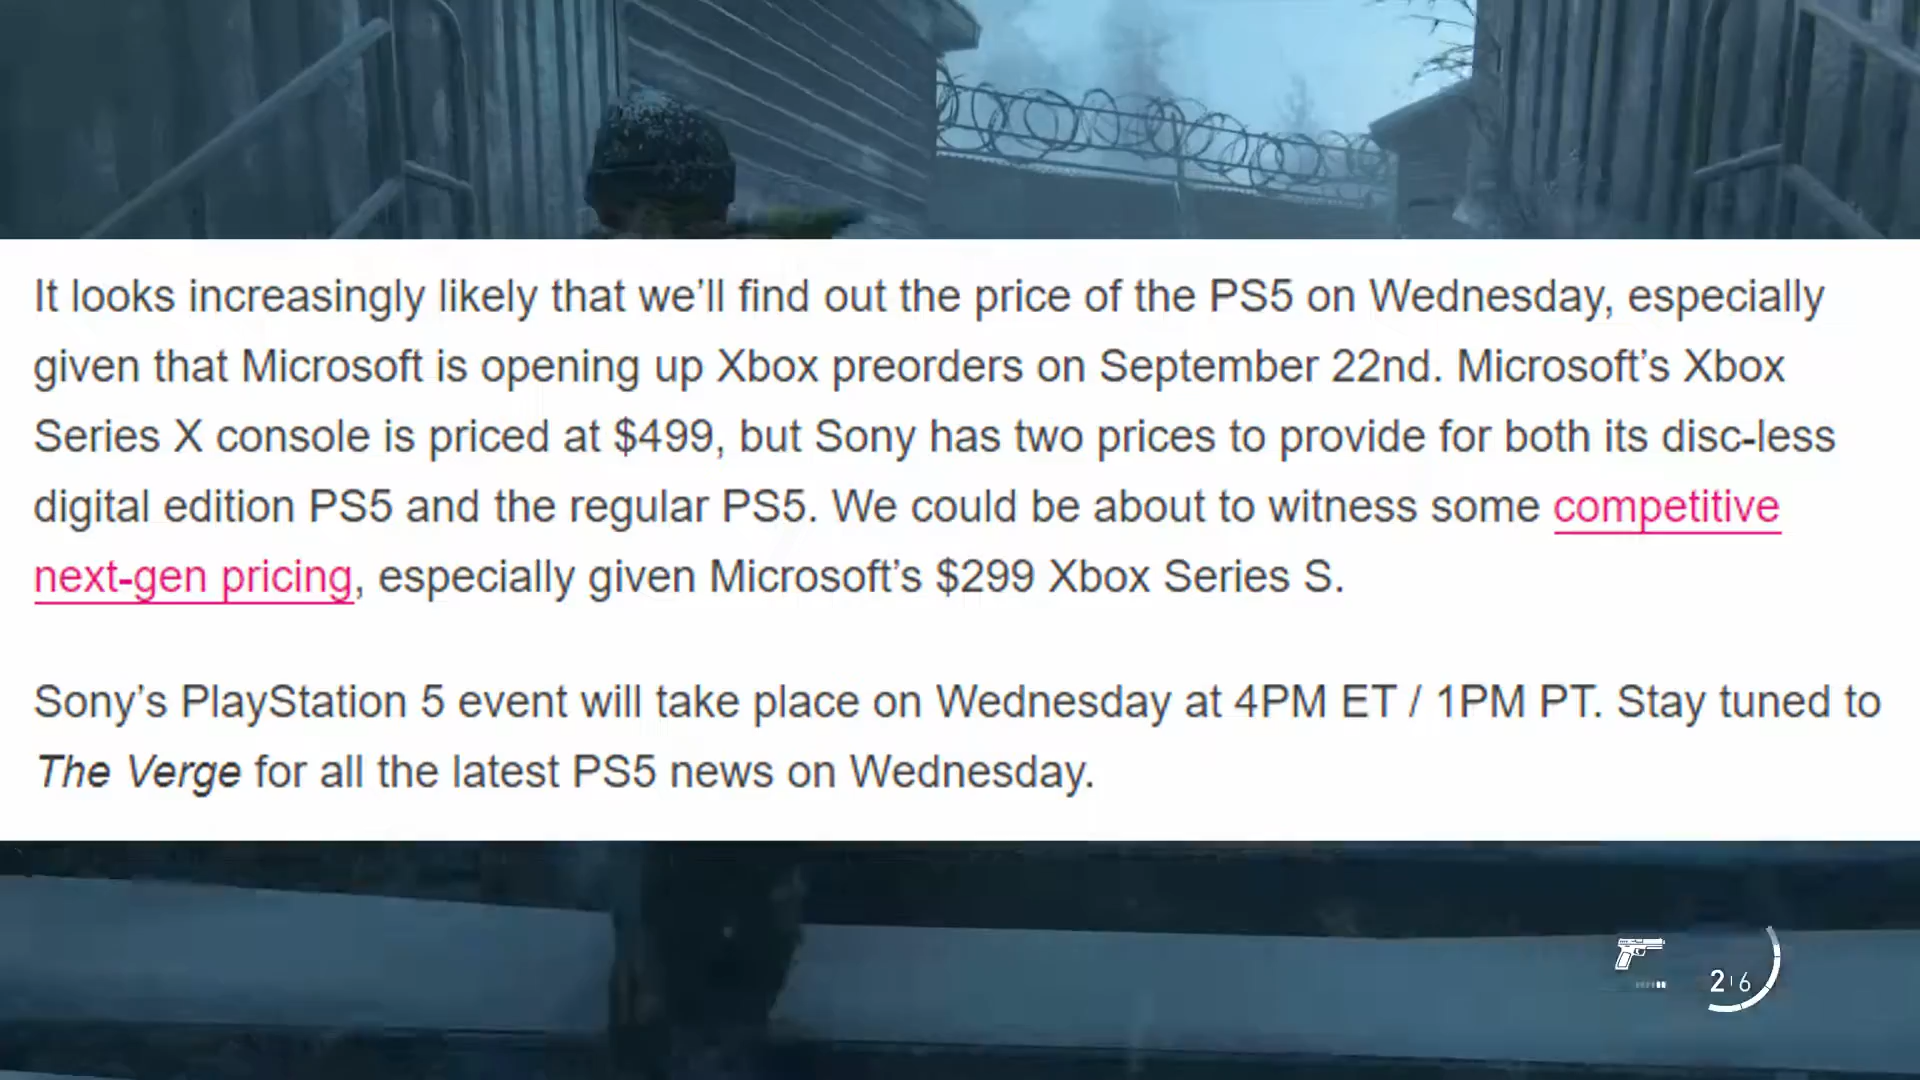 It looks increasingly likely that we’ll find out the price of the PS5 on Wednesday, especially
given that Microsoft is opening up Xbox preorders on September 22nd. Microsoft’s Xbox
Series X console is priced at $499, but Sony has two prices to provide for both its disc-less
digital edition PS5 and the regular PS5. We could be about to witness some competitive
next-gen pricing, especially given Microsoft’s $299 Xbox Series S.
Sony’s PlayStation 5 event will take place on Wednesday at 4PM ET / 1PM PT. Stay tuned to
The Verge for all the latest PS5 news on Wednesday.
2 | 6